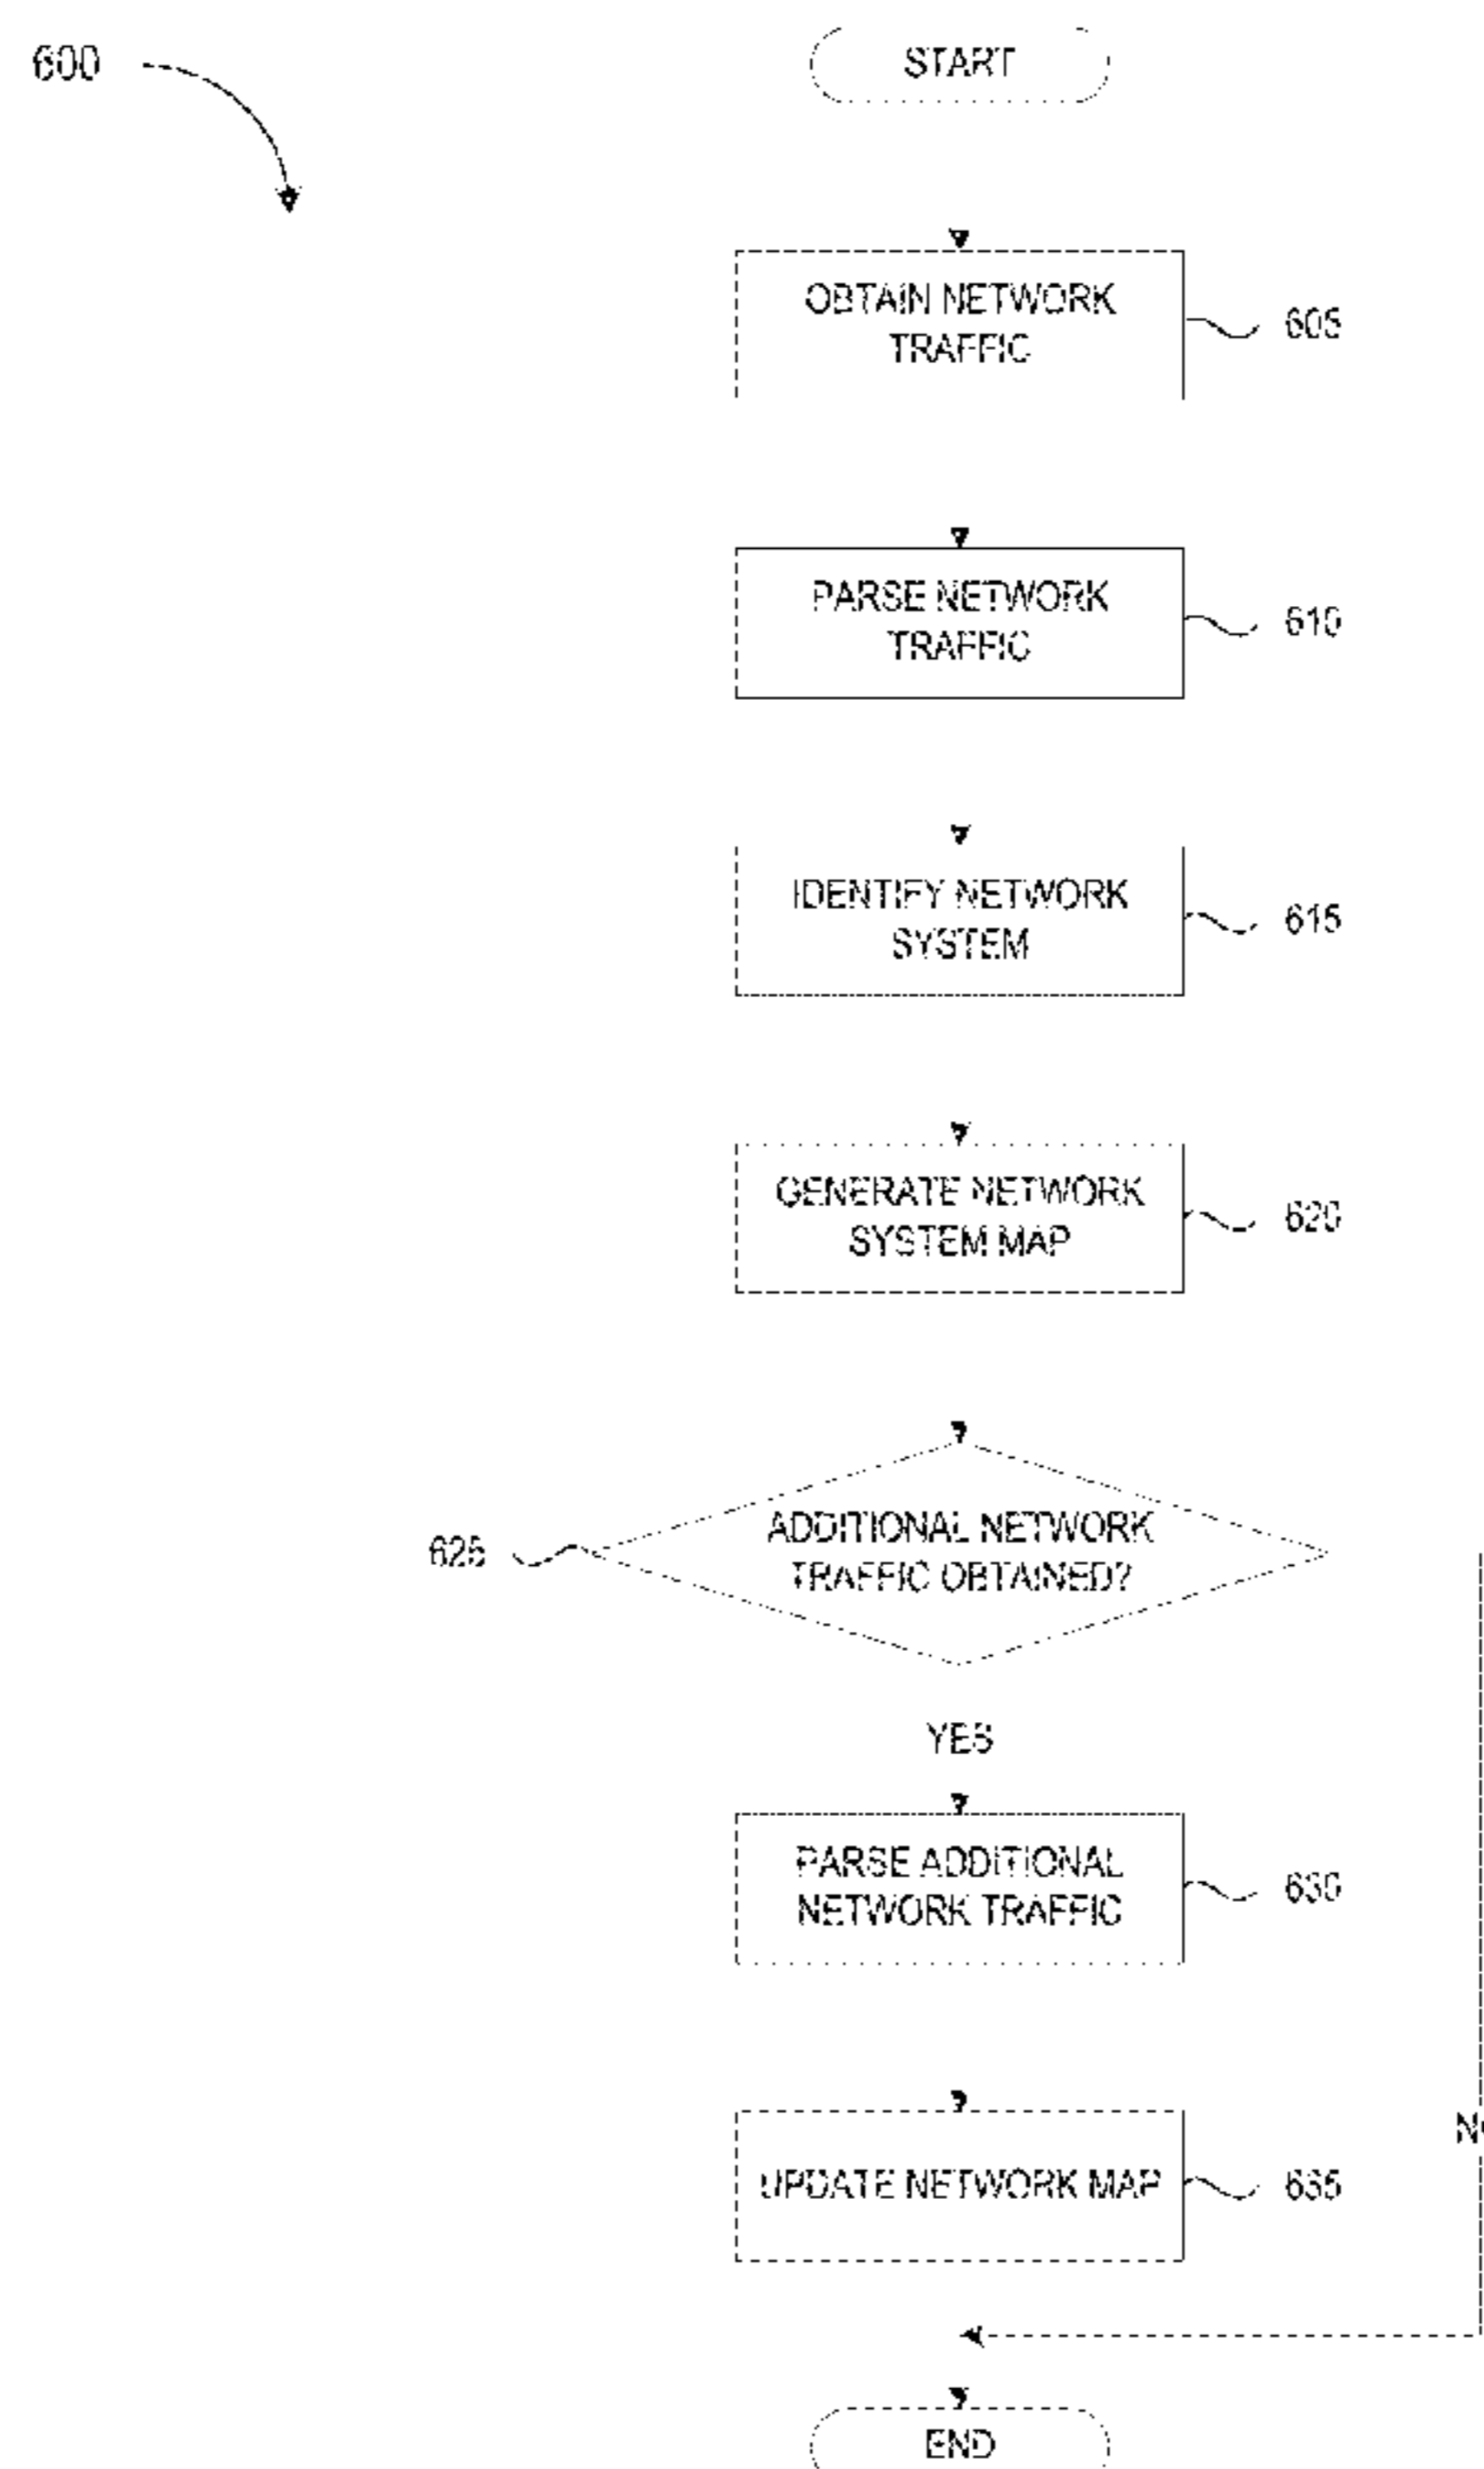 600
START
OBTAIN NETWORK
TRAFFIC
605
PARSE NETWORK
TRAFFIC
610
IDENTIFY NETWORK
SYSTEM
615
GENERATE NETWORK
SYSTEM MAP
620
ADDITIONAL NETWORK
TRAFFIC OBTAINED?
625
YES
PARSE ADDITIONAL
NETWORK TRAFFIC
630
UPDATE NETWORK MAP
635
END